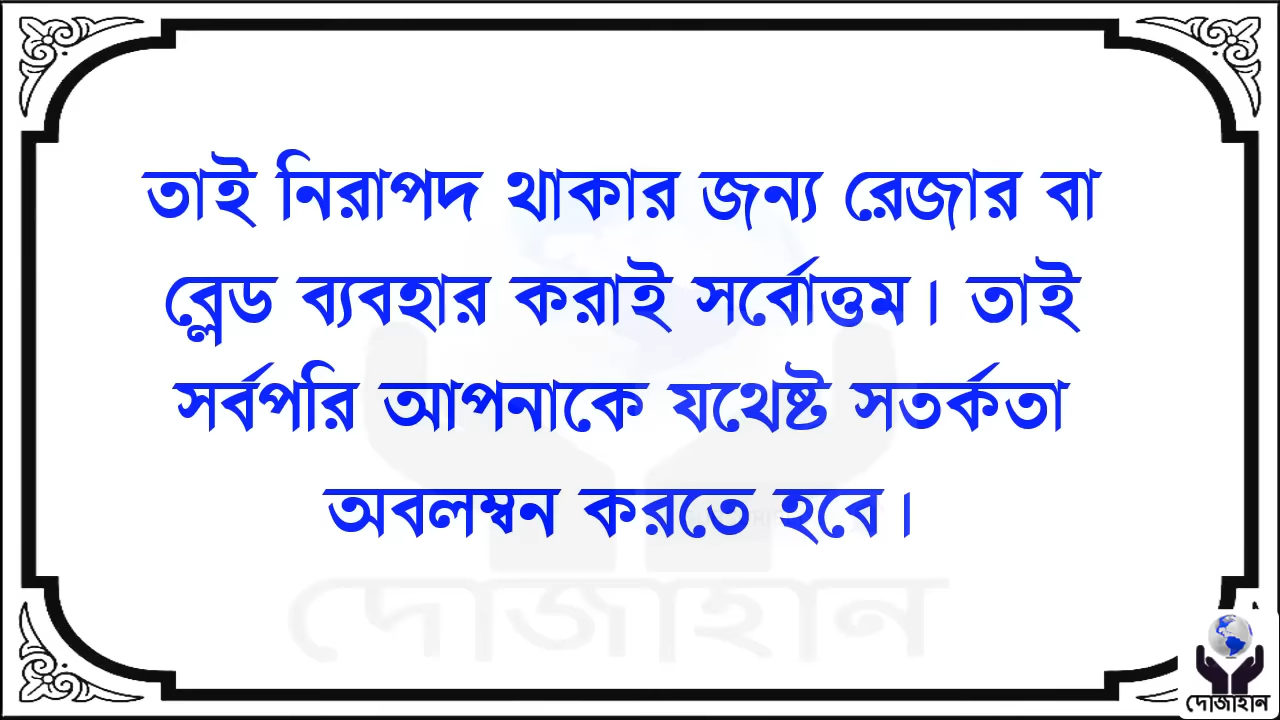 তাই নিরাপদ থাকার জন্য রেজার বা
ব্লেড ব্যবহার করাই সর্বোত্তম। তাই
সর্বপরি আপনাকে যথেষ্ট সতর্কতা
অবলম্বন করতে হবে।
দোজাহান
দোজাহান